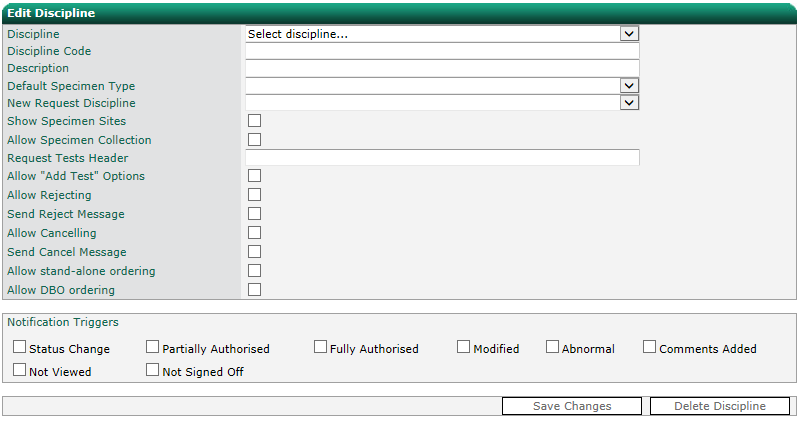 Edit Discipline
Discipline Select discipline...
Discipline Code
Description
Default Specimen Type
New Request Discipline
Show Specimen Sites
Allow Specimen Collection
Request Tests Header
Allow "Add Test" Options
Allow Rejecting
Send Reject Message
Allow Cancelling
Send Cancel Message
Allow stand-alone ordering
Allow DBO ordering
Notification Triggers
Status Change Partially Authorised Fully Authorised Modified Abnormal Comments Added
Not Viewed Not Signed Off
Save Changes Delete Discipline